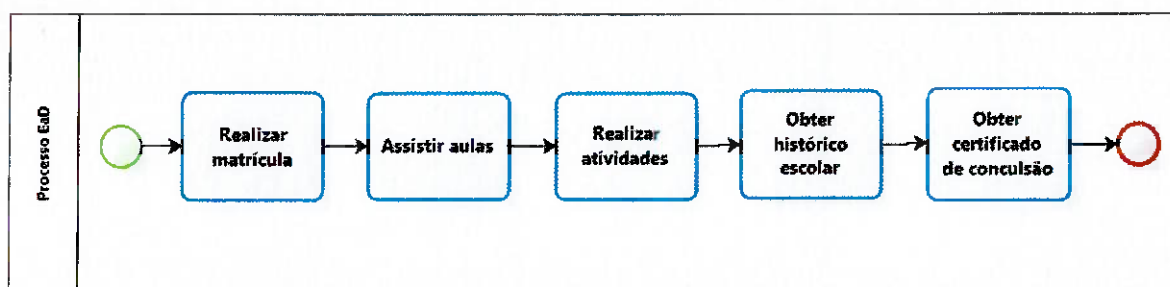 Processo EaD
Realizar
matrícula
Assistir aulas
Realizar
atividades
Obter
histórico
escolar
Obter
certificado
de conculsão